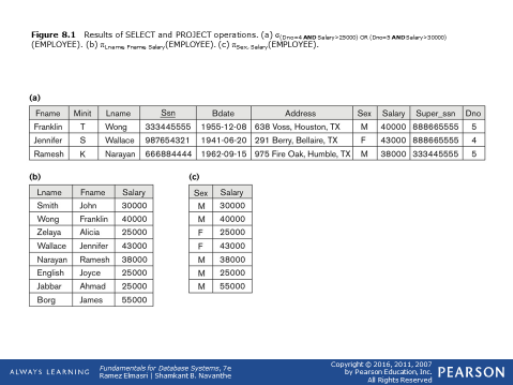 Figure 8.1 Results of SELECT and PROJECT operations. (a) σ(Dno=4 AND Salary>25000) OR (Dno=5 AND Salary>30000)
(EMPLOYEE). (b) πLname, Fname, Salary(EMPLOYEE). (c) πSex, Salary(EMPLOYEE).
(a)
Fname Minit Lname Ssn Bdate Address Sex Salary Super_ssn Dno
Franklin T Wong 333445555 1955-12-08 638 Voss, Houston, TX M 40000 888665555 5
Jennifer S Wallace 987654321 1941-06-20 291 Berry, Bellaire, TX F 43000 888665555 4
Ramesh K Narayan 666884444 1962-09-15 975 Fire Oak, Humble, TX M 38000 333445555 5
(b)
Lname Fname Salary
Smith John 30000
Wong Franklin 40000
Zelaya Alicia 25000
Wallace Jennifer 43000
Narayan Ramesh 38000
English Joyce 25000
Jabbar Ahmad 25000
Borg James 55000
(c)
Sex Salary
M 30000
M 40000
F 25000
F 43000
M 38000
M 25000
M 55000
ALWAYS LEARNING
Fundamentals for Database Systems, 7e
Ramez Elmasri | Shamkant B. Navanthe
Copyright © 2016, 2011, 2007
by Pearson Education, Inc.
All Rights Reserved
PEARSON